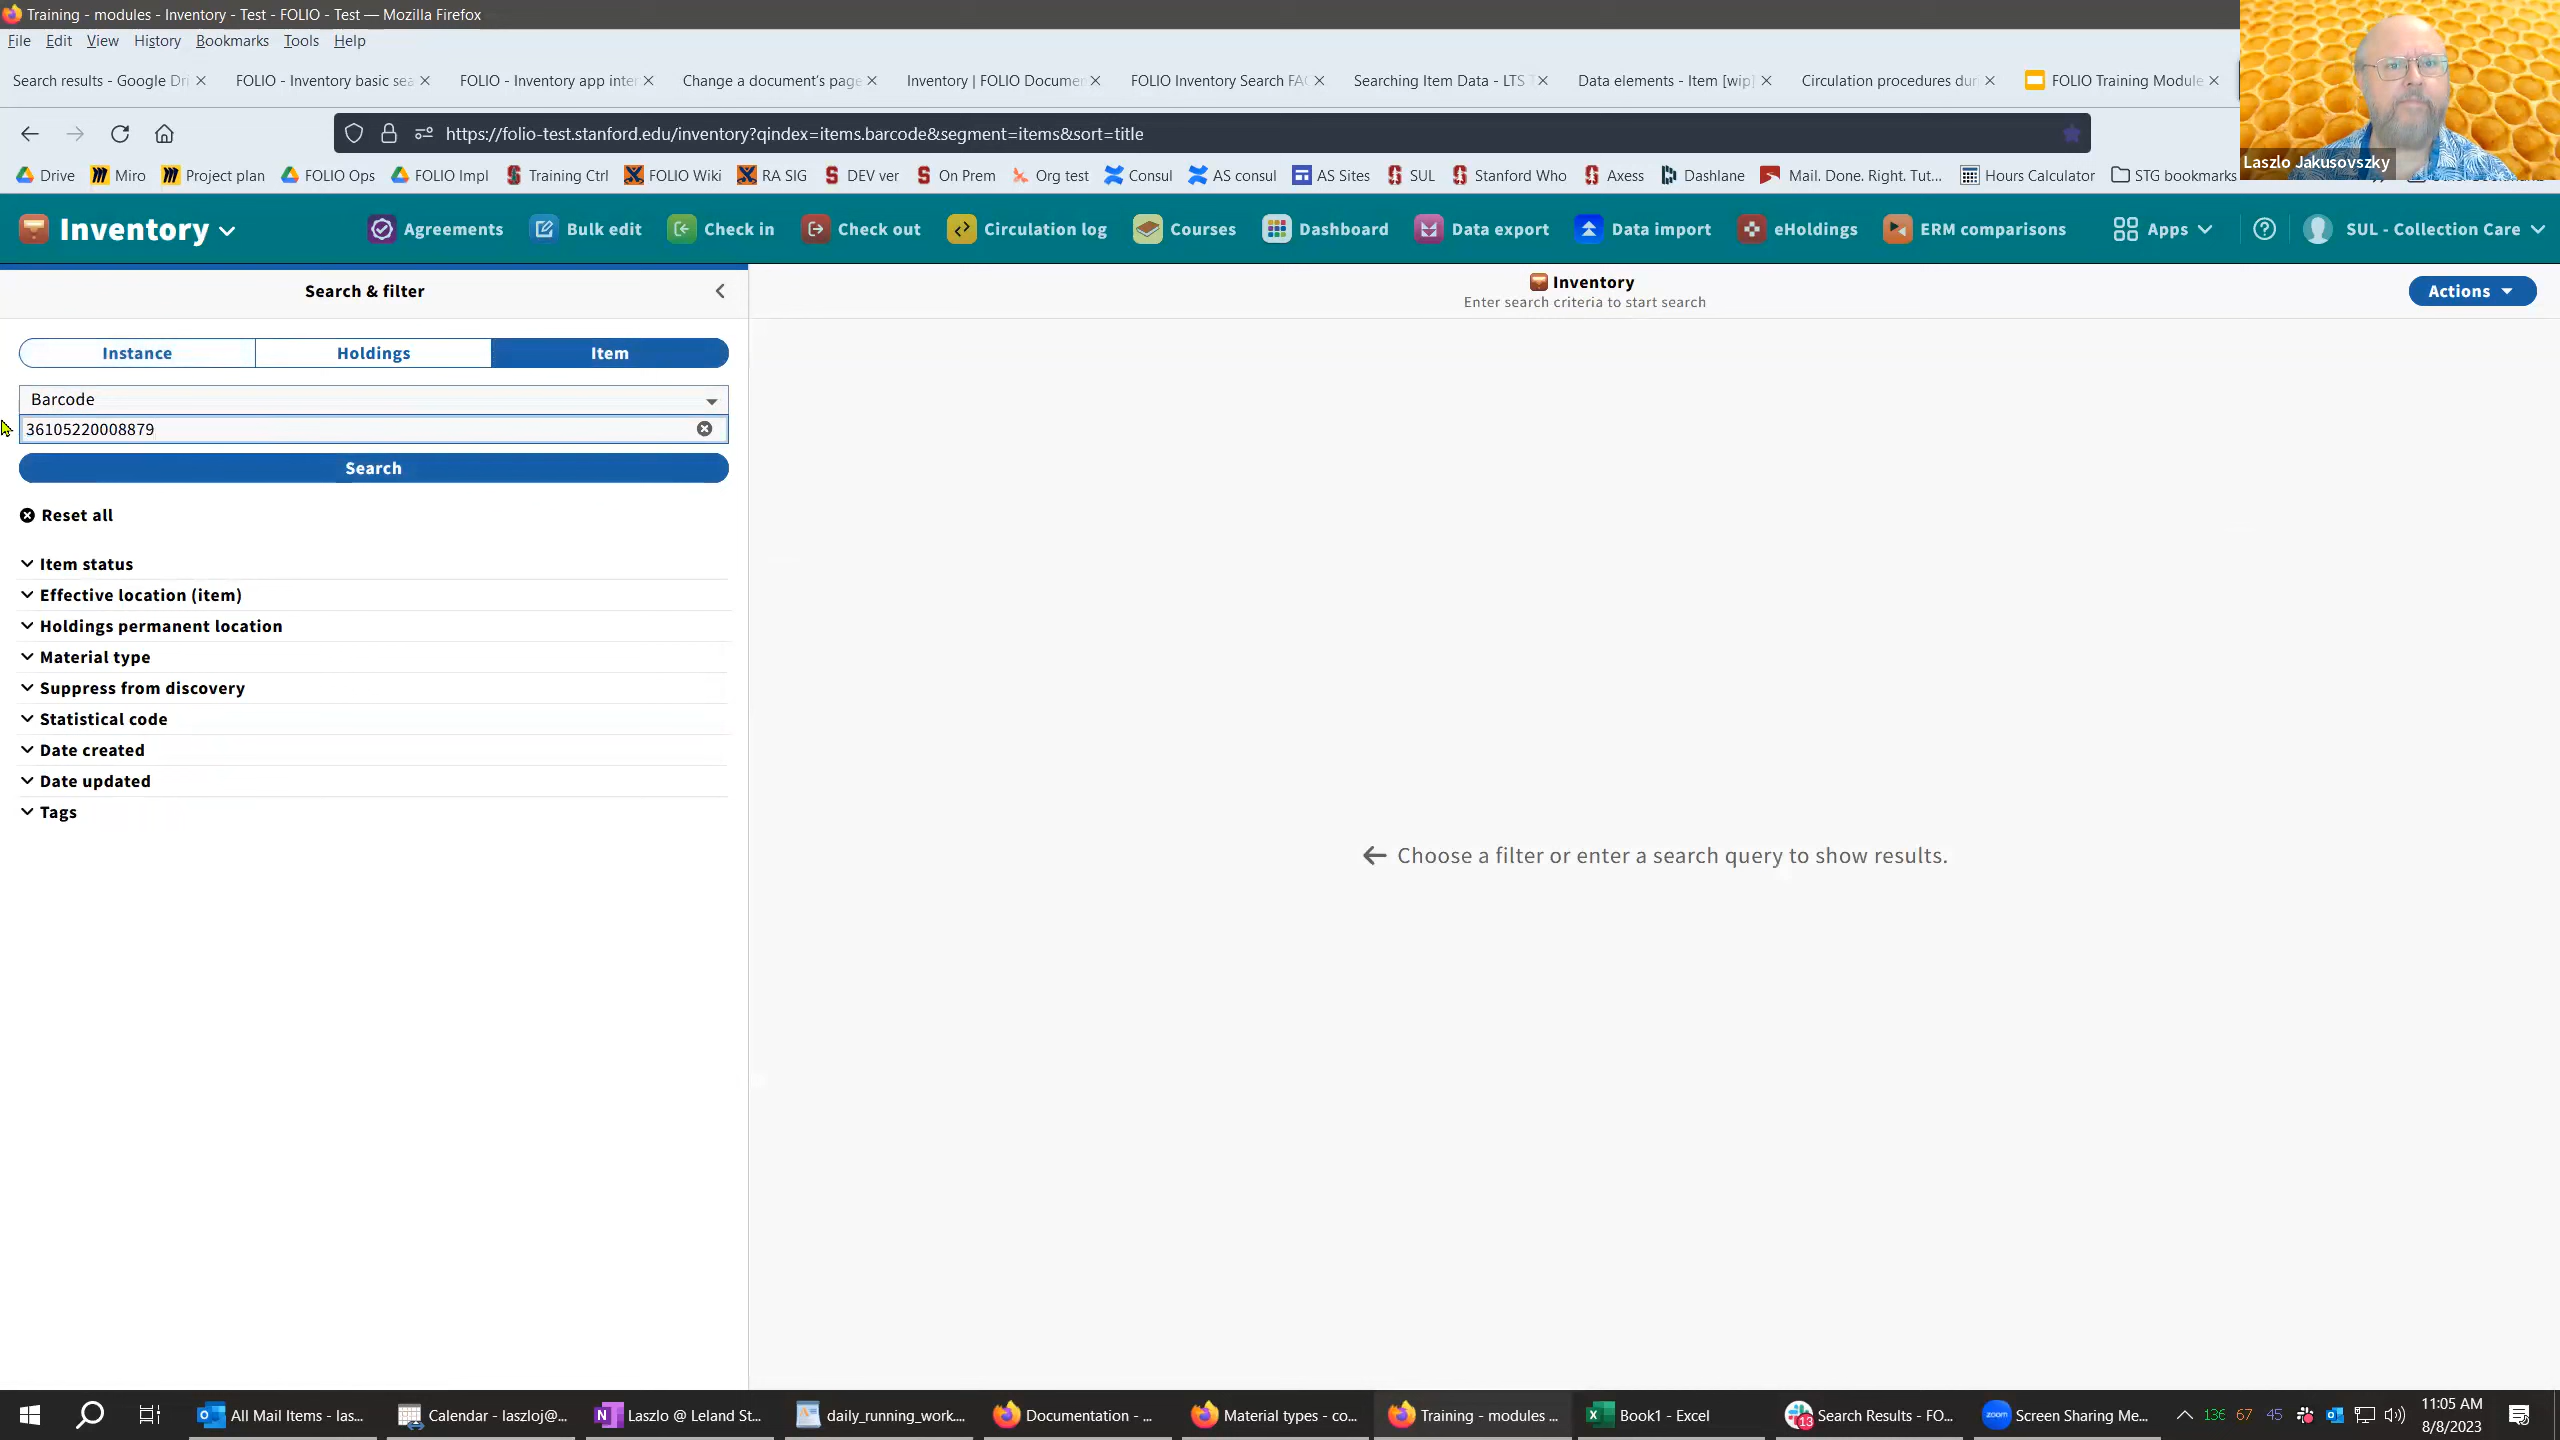 Training - modules - Inventory - Test - FOLIO - Test — Mozilla Firefox
File Edit View History Bookmarks Tools Help
Search results - Google Dri FOLIO - Inventory basic sea FOLIO - Inventory app inter Change a document's page Inventory | FOLIO Documen FOLIO Inventory Search FAQ Searching Item Data - LTS T Data elements - Item [wip] Circulation procedures duri FOLIO Training Module
https://folio-test.stanford.edu/inventory?qindex=items.barcode&segment=items&sort=title
Laszlo Jakusovszky
Drive Miro Project plan FOLIO Ops FOLIO Impl Training Ctrl FOLIO Wiki RA SIG DEV ver On Prem Org test Consul AS consul AS Sites SUL Stanford Who Axess Dashlane Mail. Done. Right. Tut... Hours Calculator STG bookmarks
Inventory Agreements Bulk edit Check in Check out Circulation log Courses Dashboard Data export Data import eHoldings ERM comparisons Apps SUL - Collection Care
Search & filter
Inventory
Enter search criteria to start search
Actions
Instance Holdings Item
Barcode
36105220008879
Search
Reset all
Item status
Effective location (item)
Holdings permanent location
Material type
Suppress from discovery
Statistical code
Date created
Date updated
Tags
Choose a filter or enter a search query to show results.
All Mail Items - las... Calendar - laszloj@... Laszlo @ Leland St... daily_running_work... Documentation - ... Material types - co... Training - modules ... Book1 - Excel 13 Search Results - FO... zoom Screen Sharing Me... 136 67 45 11:05 AM
8/8/2023